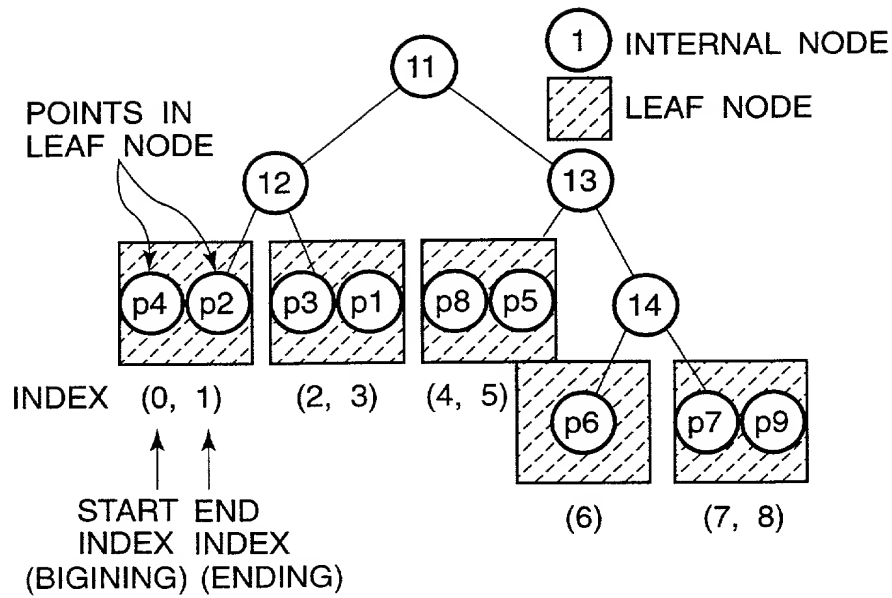 1 INTERNAL NODE
11
POINTS IN
LEAF NODE
LEAF NODE
12
13
p4 p2 p3 p1 p8 p5 14
INDEX (0, 1) (2, 3) (4, 5)
p6 p7 p9
(6) (7, 8)
START END
INDEX INDEX
(BIGINING) (ENDING)